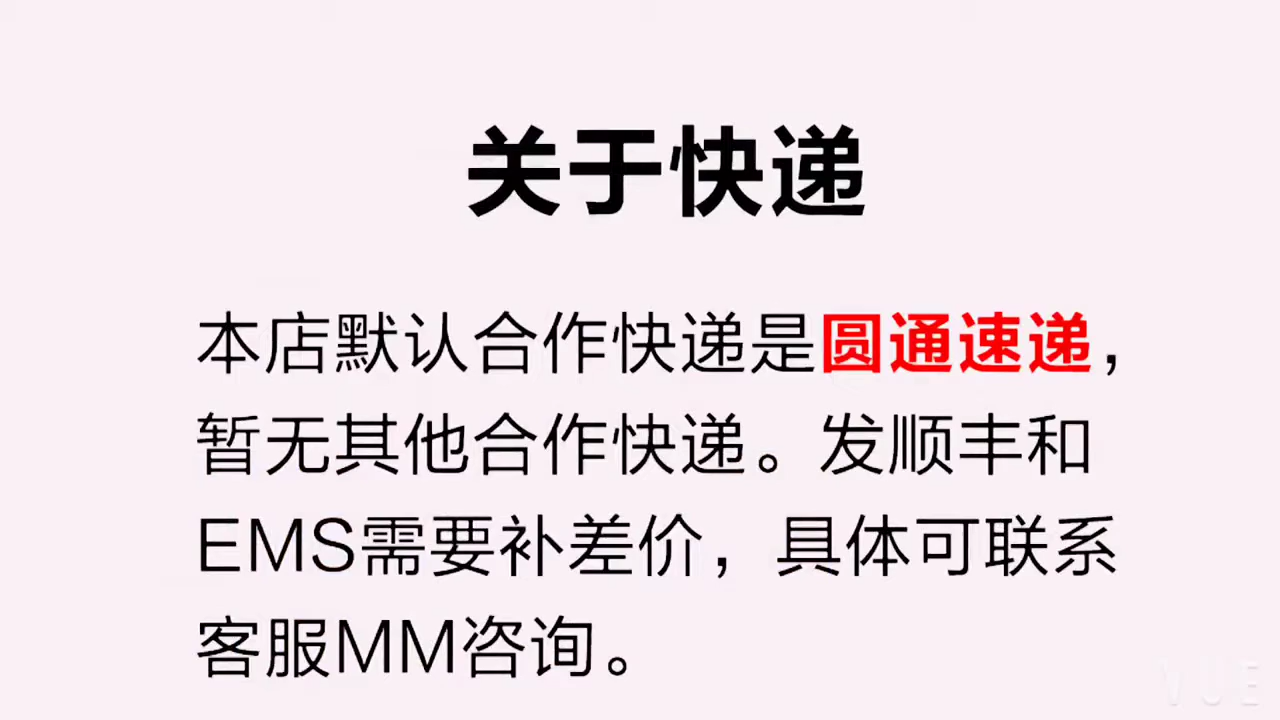 关于快递
本店默认合作快递是圆通速递，
暂无其他合作快递。发顺丰和
EMS需要补差价，具体可联系
客服MM咨询。
VUE